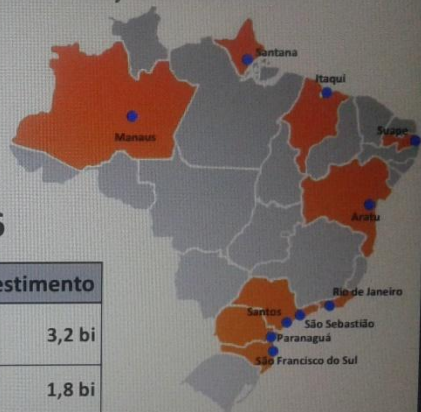 Santana
Itaqui
Manaus
Suape
Aratu
estimento
Rio de Janeiro
Santos
São Sebastião
3,2 bi
Paranaguá
São Francisco do Sul
1,8 bi